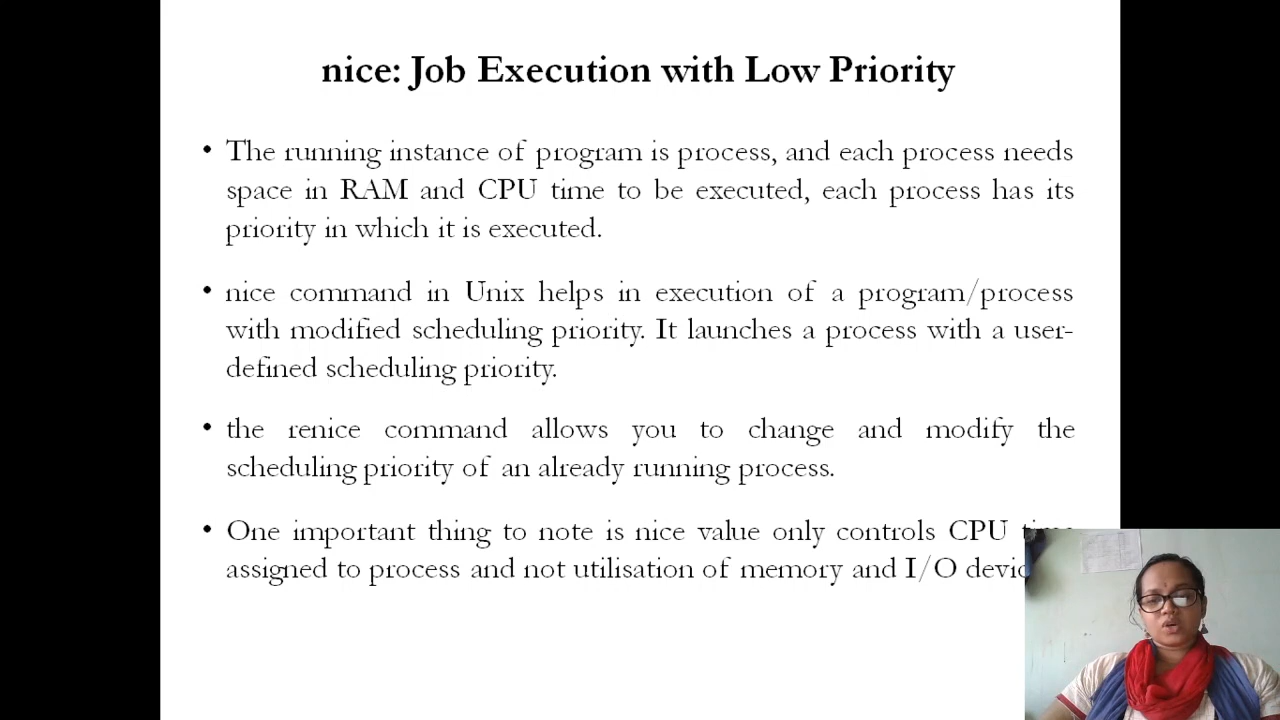 nice: Job Execution with Low Priority
• The running instance of program is process, and each process needs
space in RAM and CPU time to be executed, each process has its
priority in which it is executed.
• nice command in Unix helps in execution of a program/process
with modified scheduling priority. It launches a process with a user-
defined scheduling priority.
• the renice command allows you to change and modify the
scheduling priority of an already running process.
• One important thing to note is nice value only controls CPU time
assigned to process and not utilisation of memory and I/O